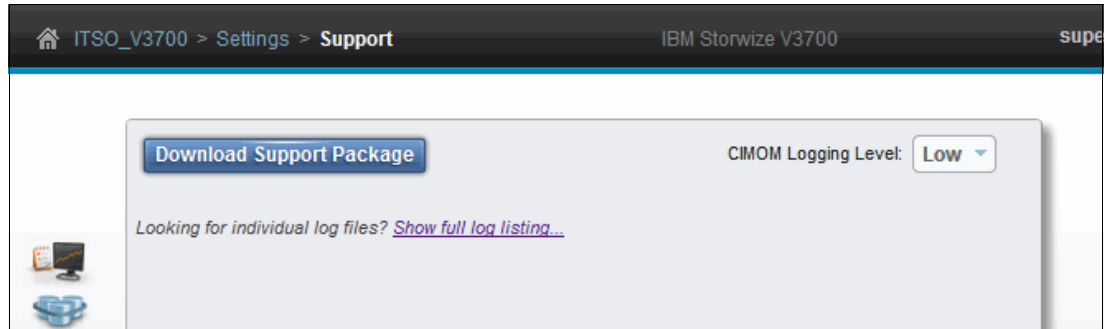 ITSO_V3700 > Settings > Support IBM Storwize V3700 supe
Download Support Package CIMOM Logging Level: Low
Looking for individual log files? Show full log listing...